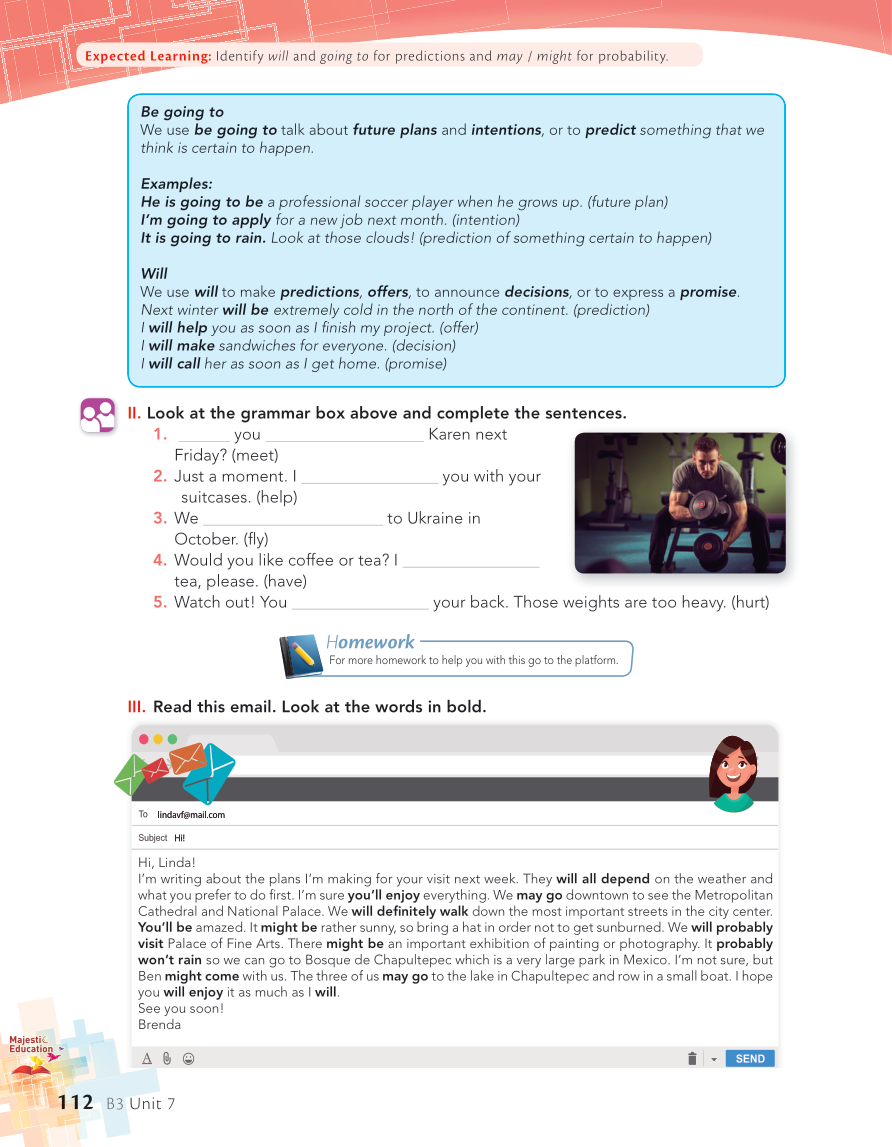 Expected Learning: Identify will and going to for predictions and may / might for probability.
Be going to
We use be going to talk about future plans and intentions, or to predict something that we
think is certain to happen.
Examples:
He is going to be a professional soccer player when he grows up. (future plan)
I'm going to apply for a new job next month. (intention)
It is going to rain. Look at those clouds! (prediction of something certain to happen)
Will
We use will to make predictions, offers, to announce decisions, or to express a promise.
Next winter will be extremely cold in the north of the continent. (prediction)
I will help you as soon as I finish my project. (offer)
I will make sandwiches for everyone. (decision)
I will call her as soon as I get home. (promise)
II. Look at the grammar box above and complete the sentences.
1. ______ you ____________________ Karen next
Friday? (meet)
2. Just a moment. I _________________ you with your
suitcases. (help)
3. We ______________________ to Ukraine in
October. (fly)
4. Would you like coffee or tea? I _________________
tea, please. (have)
5. Watch out! You _________________ your back. Those weights are too heavy. (hurt)
Homework
For more homework to help you with this go to the platform.
III. Read this email. Look at the words in bold.
To lindavf@mail.com
Subject Hi!
Hi, Linda!
I'm writing about the plans I'm making for your visit next week. They will all depend on the weather and
what you prefer to do first. I'm sure you'll enjoy everything. We may go downtown to see the Metropolitan
Cathedral and National Palace. We will definitely walk down the most important streets in the city center.
You'll be amazed. It might be rather sunny, so bring a hat in order not to get sunburned. We will probably
visit Palace of Fine Arts. There might be an important exhibition of painting or photography. It probably
won't rain so we can go to Bosque de Chapultepec which is a very large park in Mexico. I'm not sure, but
Ben might come with us. The three of us may go to the lake in Chapultepec and row in a small boat. I hope
you will enjoy it as much as I will.
See you soon!
Brenda
A
SEND
Majestic
Education
112 B3 Unit 7